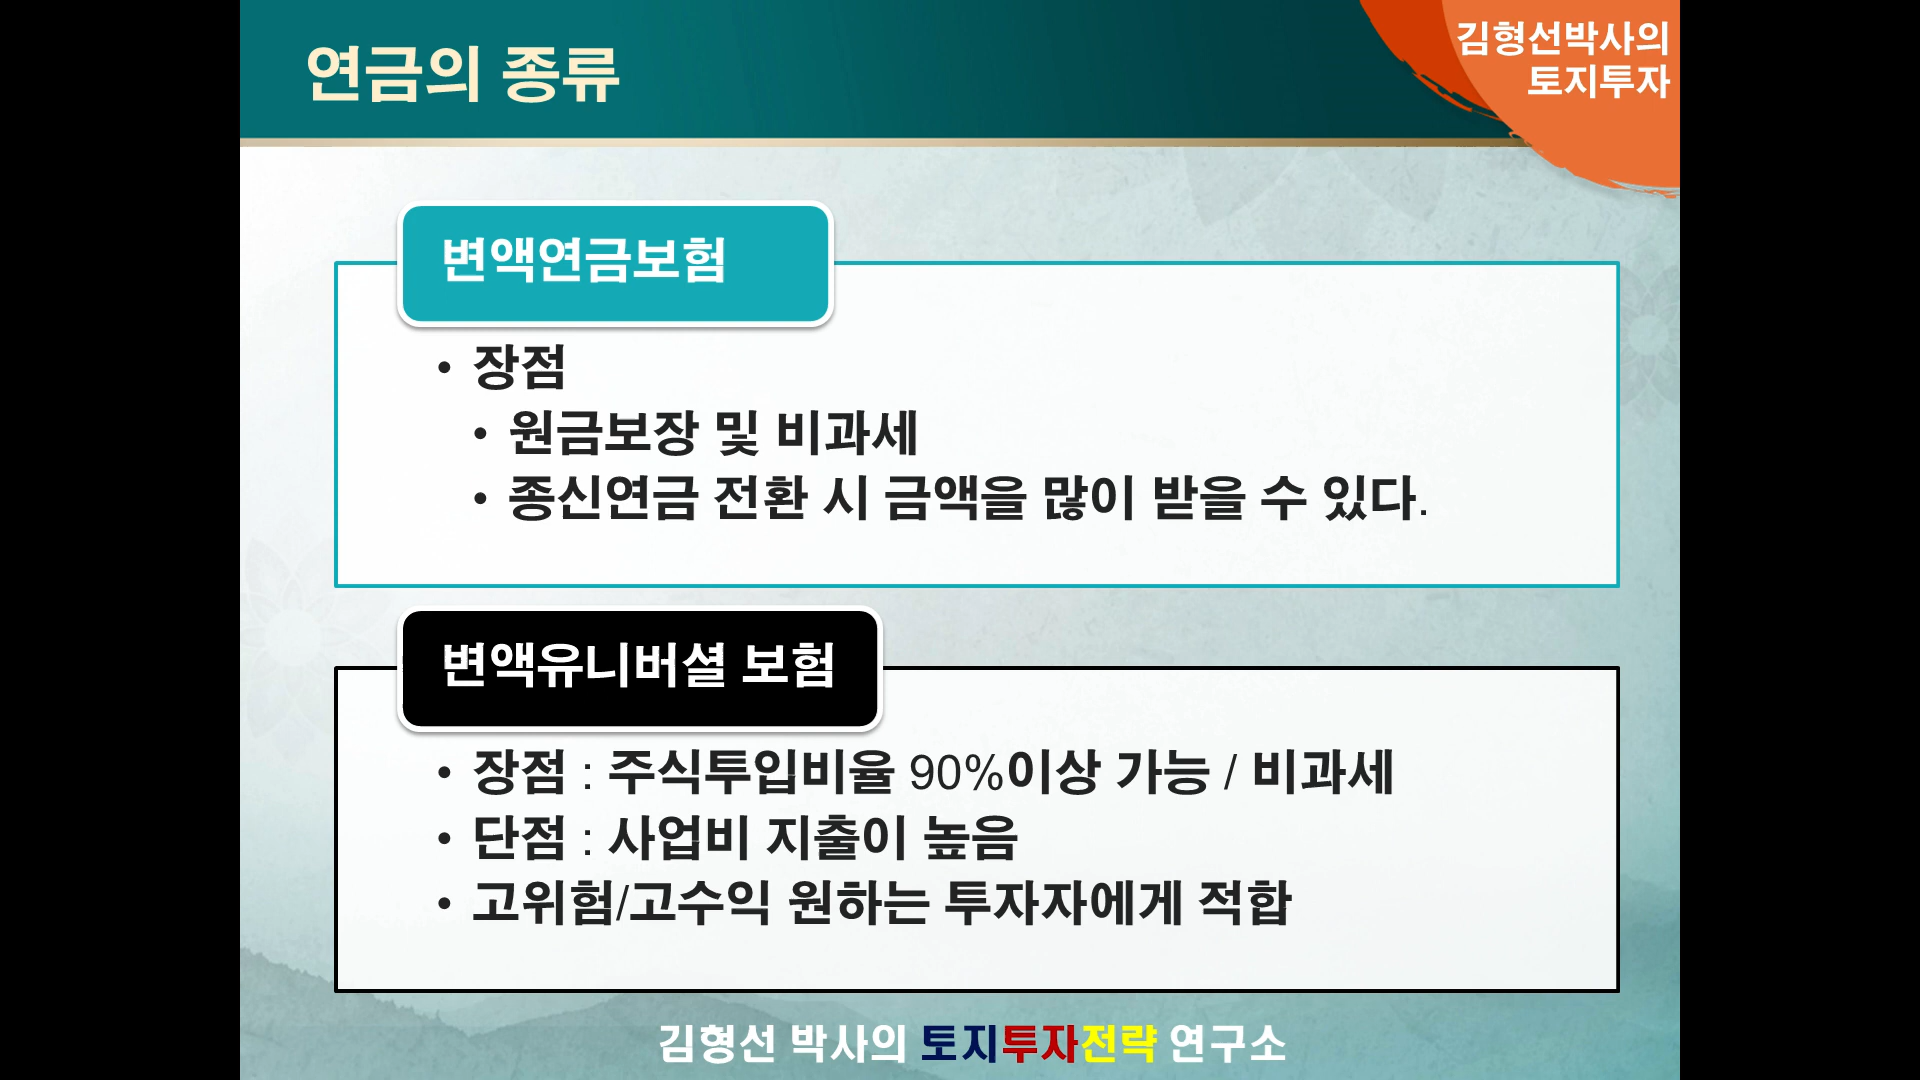 연금의 종류
김형선박사의
토지투자
변액연금보험
• 장점
• 원금보장 및 비과세
• 종신연금 전환 시 금액을 많이 받을 수 있다.
변액유니버셜 보험
• 장점 : 주식투입비율 90%이상 가능 / 비과세
• 단점 : 사업비 지출이 높음
• 고위험/고수익 원하는 투자자에게 적합
김형선 박사의 토지투자전략 연구소